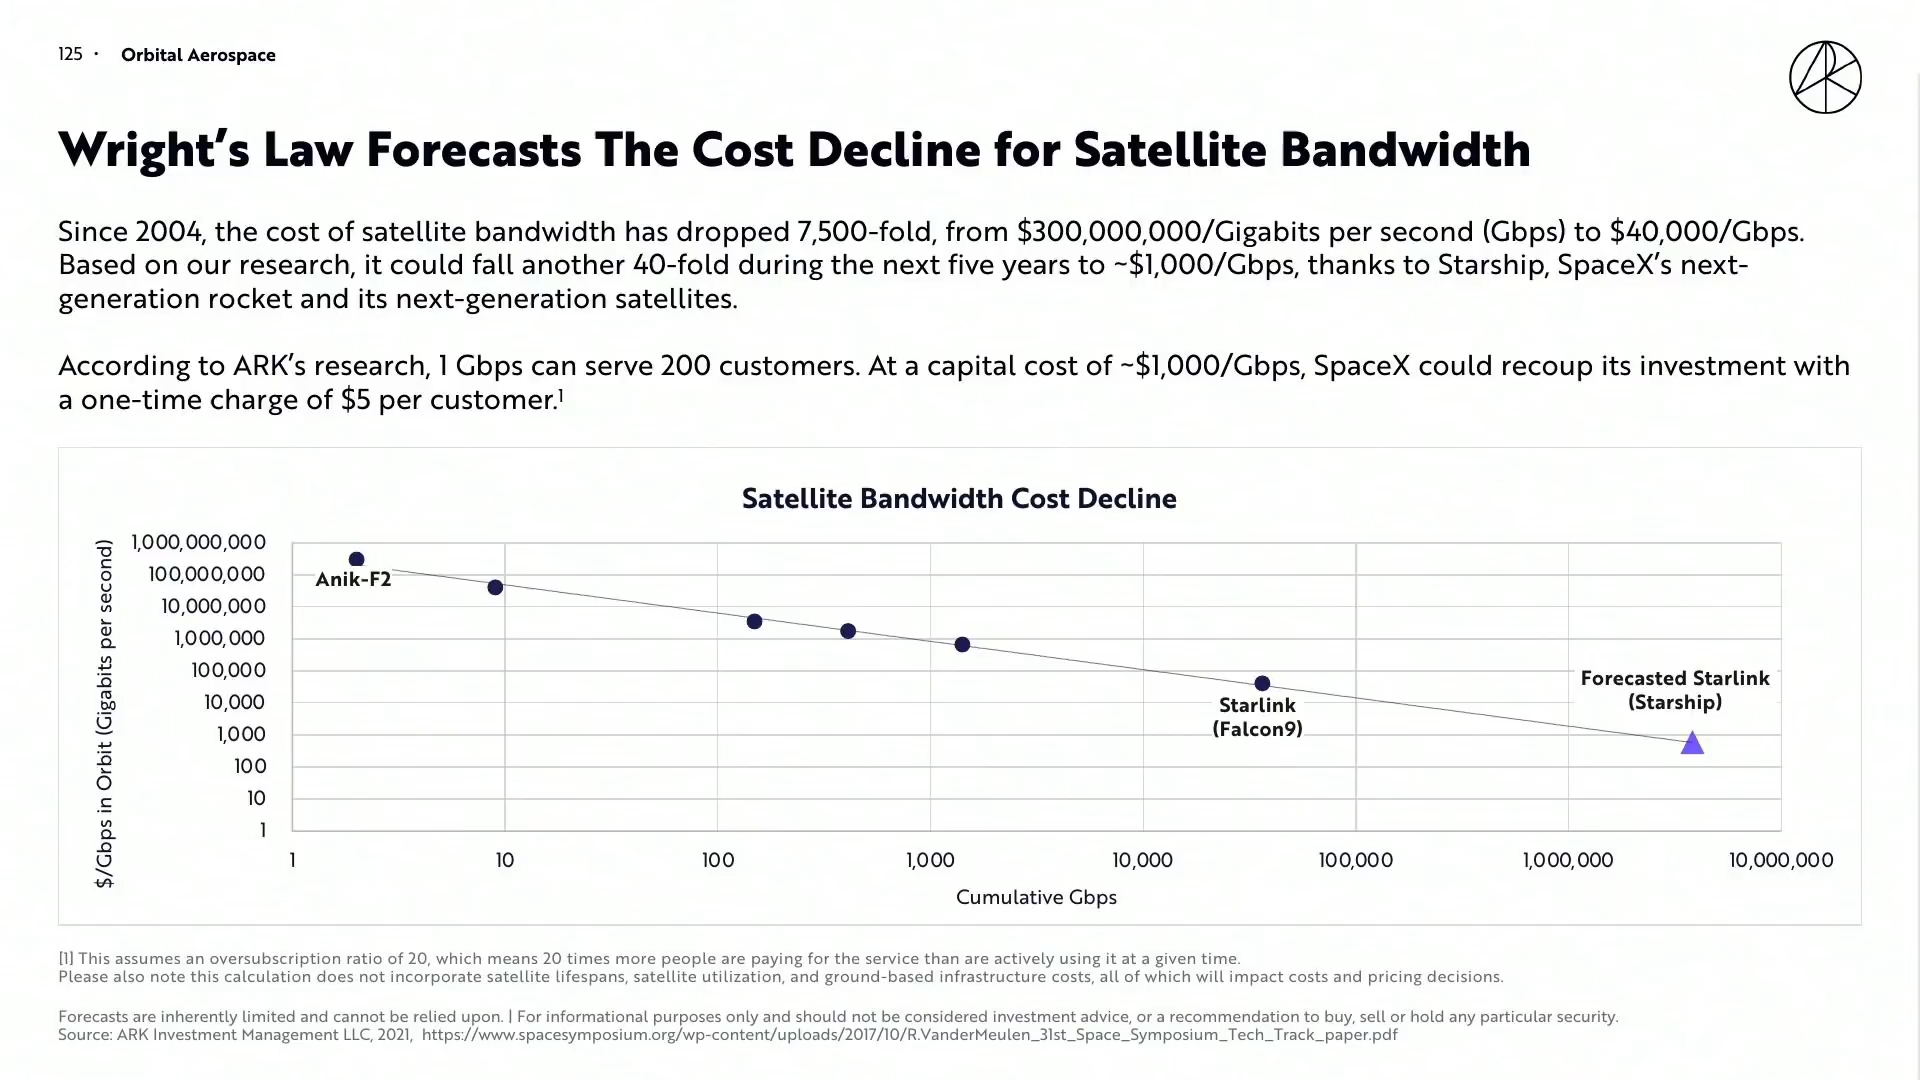 125 · Orbital Aerospace
Wright’s Law Forecasts The Cost Decline for Satellite Bandwidth
Since 2004, the cost of satellite bandwidth has dropped 7,500-fold, from $300,000,000/Gigabits per second (Gbps) to $40,000/Gbps.
Based on our research, it could fall another 40-fold during the next five years to ~$1,000/Gbps, thanks to Starship, SpaceX’s next-
generation rocket and its next-generation satellites.
According to ARK’s research, 1 Gbps can serve 200 customers. At a capital cost of ~$1,000/Gbps, SpaceX could recoup its investment with
a one-time charge of $5 per customer.¹
Satellite Bandwidth Cost Decline
$/Gbps in Orbit (Gigabits per second)
1,000,000,000
100,000,000
10,000,000
1,000,000
100,000
10,000
1,000
100
10
1
Anik-F2
Starlink
(Falcon9)
Forecasted Starlink
(Starship)
1 10 100 1,000 10,000 100,000 1,000,000 10,000,000
Cumulative Gbps
[1] This assumes an oversubscription ratio of 20, which means 20 times more people are paying for the service than are actively using it at a given time.
Please also note this calculation does not incorporate satellite lifespans, satellite utilization, and ground-based infrastructure costs, all of which will impact costs and pricing decisions.
Forecasts are inherently limited and cannot be relied upon. | For informational purposes only and should not be considered investment advice, or a recommendation to buy, sell or hold any particular security.
Source: ARK Investment Management LLC, 2021, https://www.spacesymposium.org/wp-content/uploads/2017/10/R.VanderMeulen_31st_Space_Symposium_Tech_Track_paper.pdf